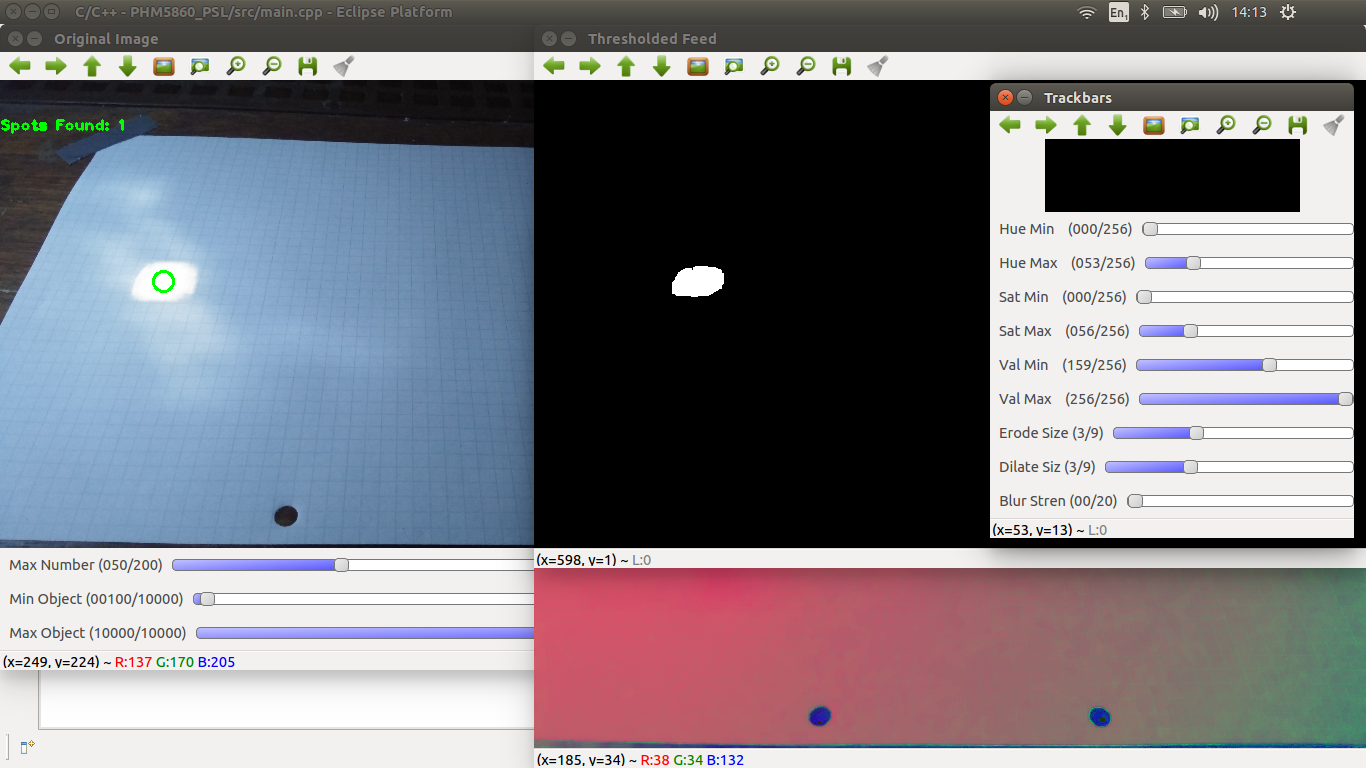 C/C++ - PHM5860_PSL/src/main.cpp - Eclipse Platform
En1
14:13
Original Image
Spots Found: 1
Max Number (050/200)
Min Object (00100/10000)
Max Object (10000/10000)
(x=249, y=224) ~ R:137 G:170 B:205
Thresholded Feed
(x=598, y=1) ~ L:0
Trackbars
Hue Min (000/256)
Hue Max (053/256)
Sat Min (000/256)
Sat Max (056/256)
Val Min (159/256)
Val Max (256/256)
Erode Size (3/9)
Dilate Siz (3/9)
Blur Stren (00/20)
(x=53, y=13) ~ L:0
(x=185, y=34) ~ R:38 G:34 B:132